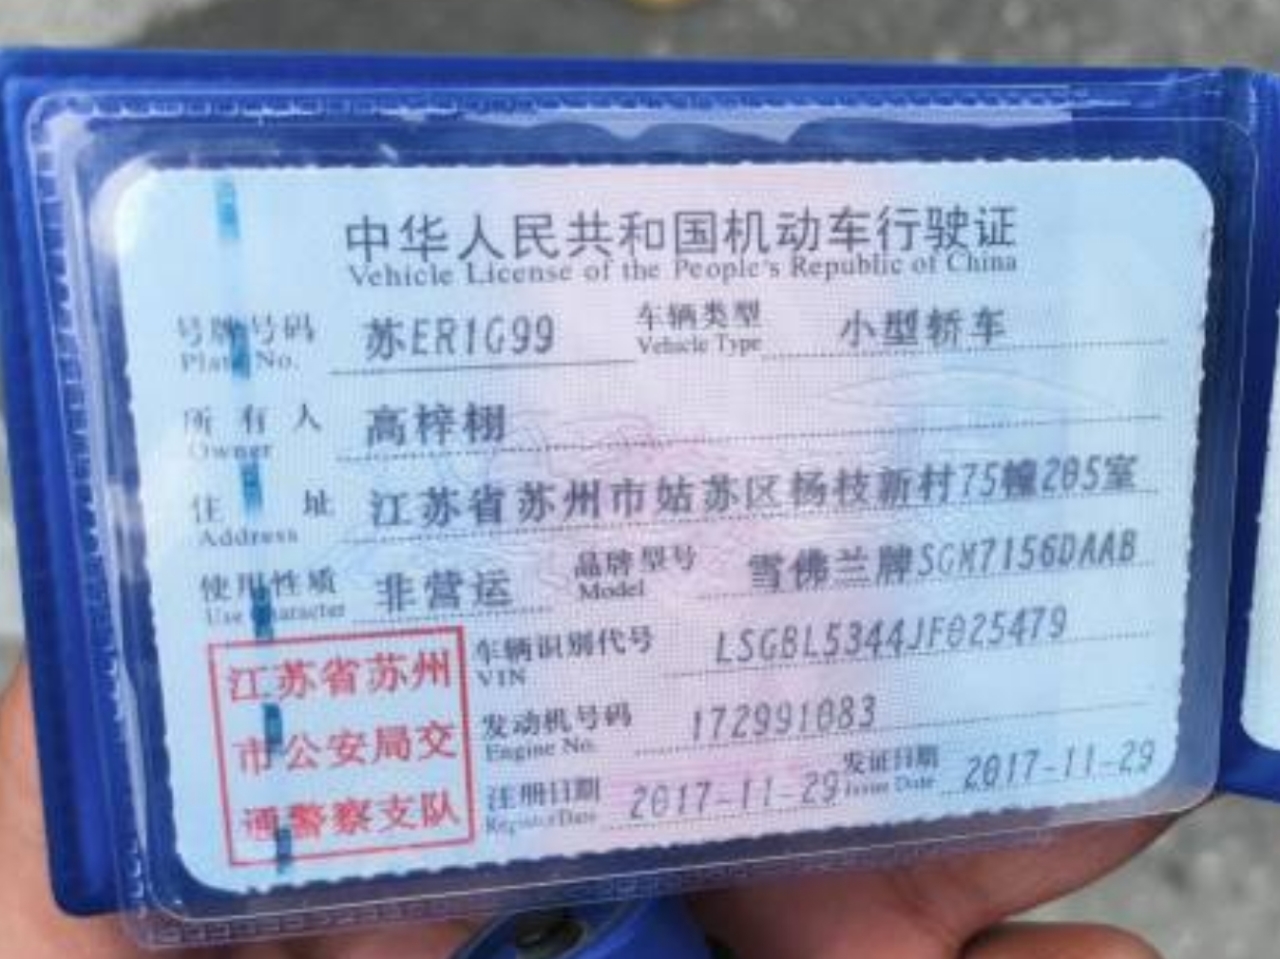 中华人民共和国机动车行驶证
Vehicle License of the People's Republic of China
号牌号码 苏ER1G99 车辆类型 小型轿车
Plate No. Vehicle Type
所有人 高梓栩
Owner
住址 江苏省苏州市姑苏区杨枝新村75幢205室
Address
使用性质 非营运 品牌型号 雪佛兰牌SGM7156DAAB
Use Character Model
江苏省苏州
市公安局交
通警察支队
车辆识别代号 LSGBL5344JF025479
VIN
发动机号码 172991083
Engine No.
注册日期 2017-11-29 发证日期 2017-11-29
Register Date Issue Date